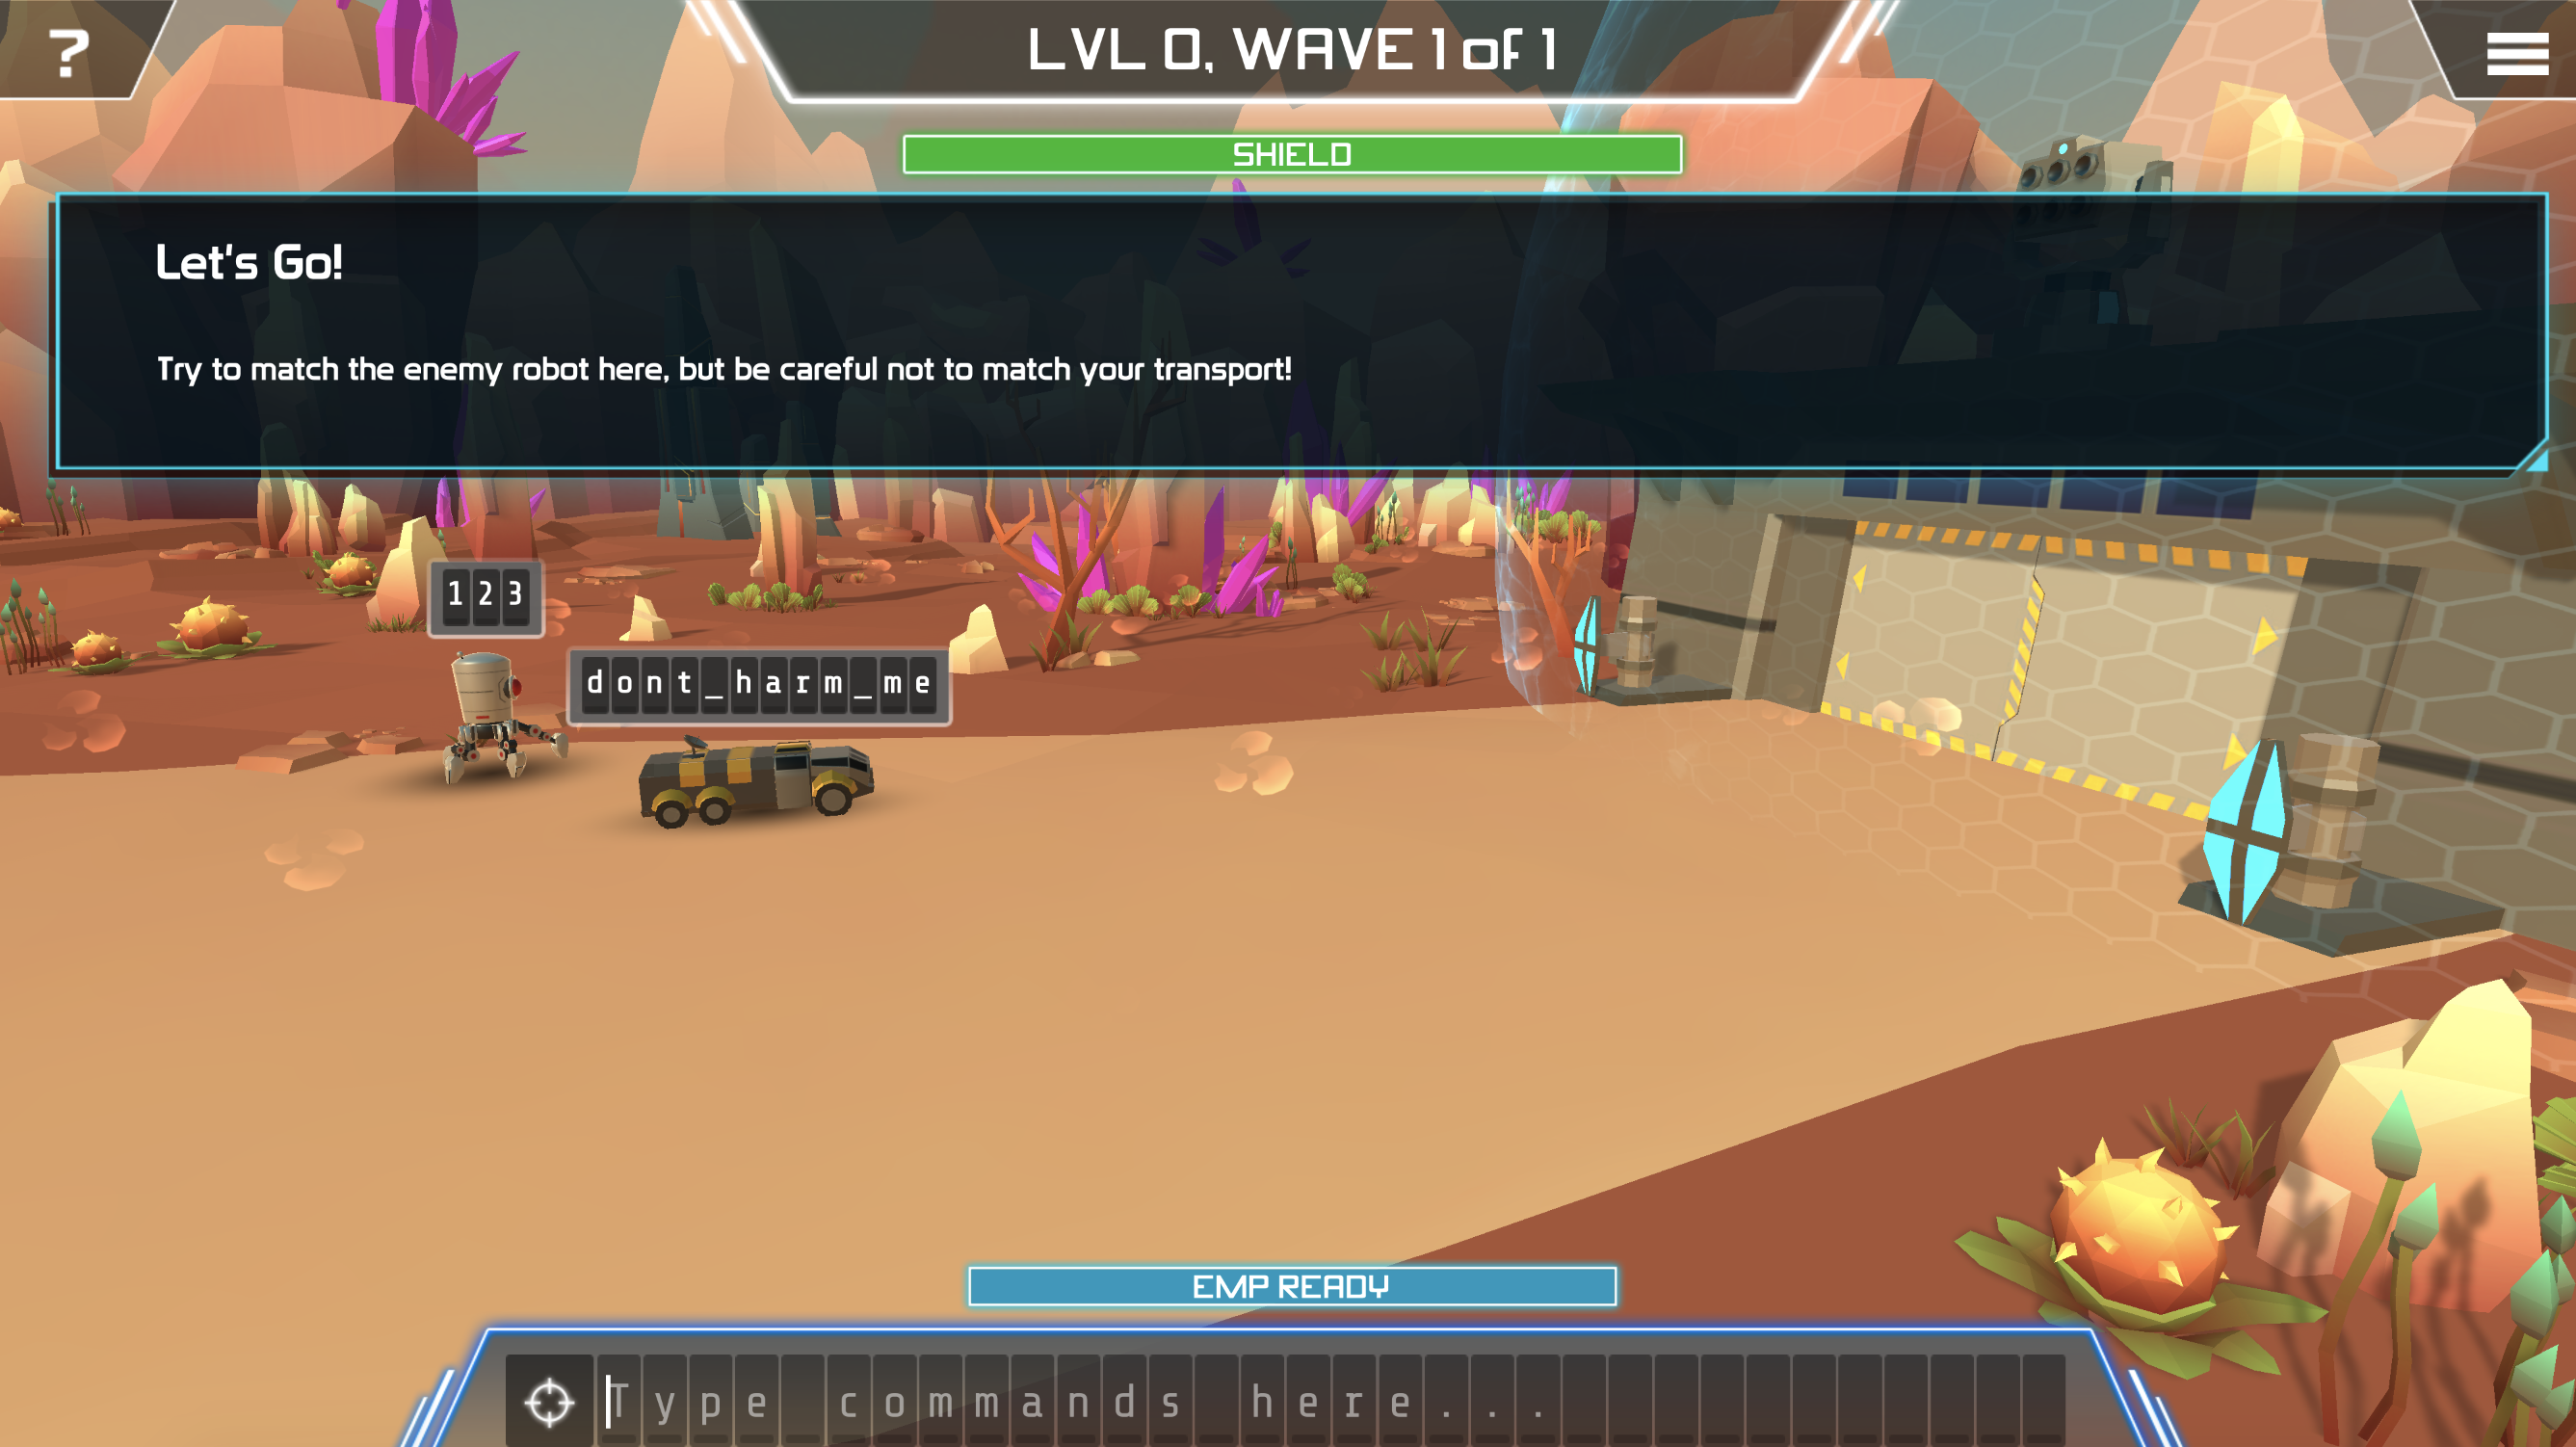 ?
LVL 0, WAVE 1 of 1
SHIELD
Let's Go!
Try to match the enemy robot here, but be careful not to match your transport!
123
dont_harm_me
EMP READY
Type commands here...